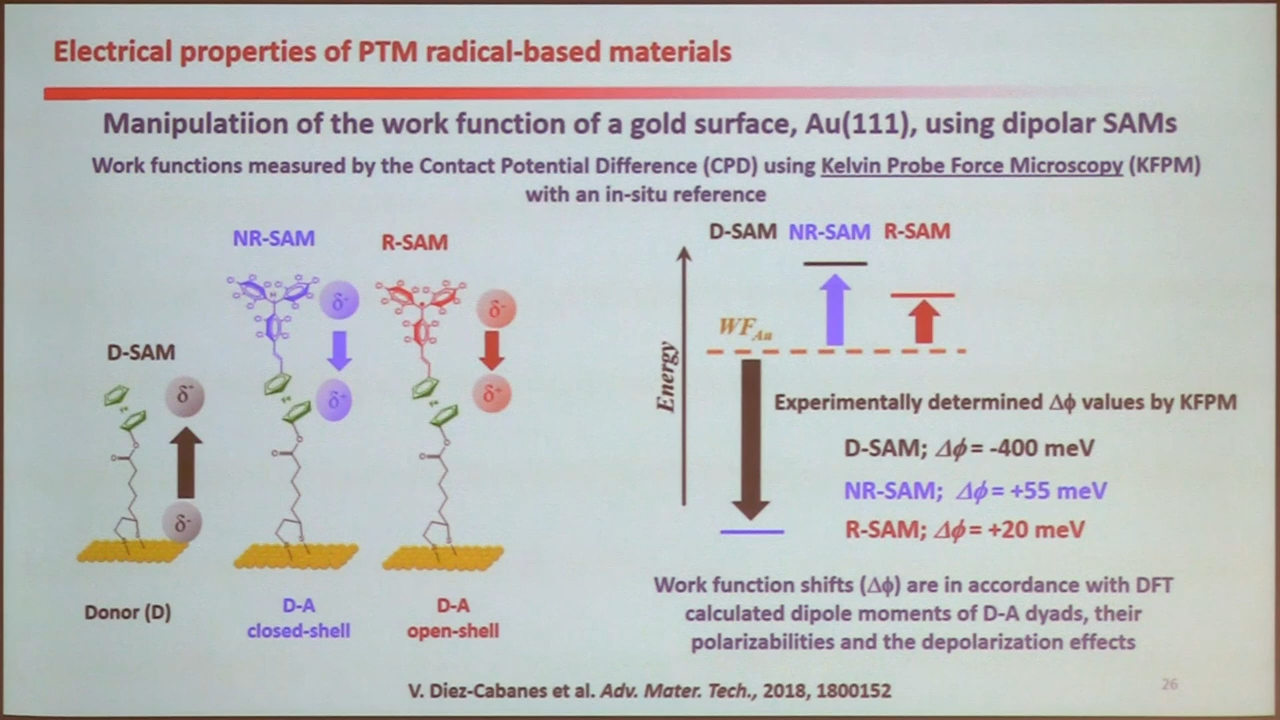 Electrical properties of PTM radical-based materials
Manipulatiion of the work function of a gold surface, Au(111), using dipolar SAMs
Work functions measured by the Contact Potential Difference (CPD) using Kelvin Probe Force Microscopy (KFPM)
with an in-situ reference
D-SAM NR-SAM R-SAM
NR-SAM
R-SAM
δ-
δ-
WF Au
D-SAM
δ+
δ+
δ+
Energy
Experimentally determined Δϕ values by KFPM
D-SAM; Δϕ= -400 meV
NR-SAM; Δϕ= +55 meV
δ-
R-SAM; Δϕ= +20 meV
Work function shifts (Δϕ) are in accordance with DFT
calculated dipole moments of D-A dyads, their
polarizabilities and the depolarization effects
Donor (D)
D-A
closed-shell
D-A
open-shell
V. Diez-Cabanes et al. Adv. Mater. Tech., 2018, 1800152
26